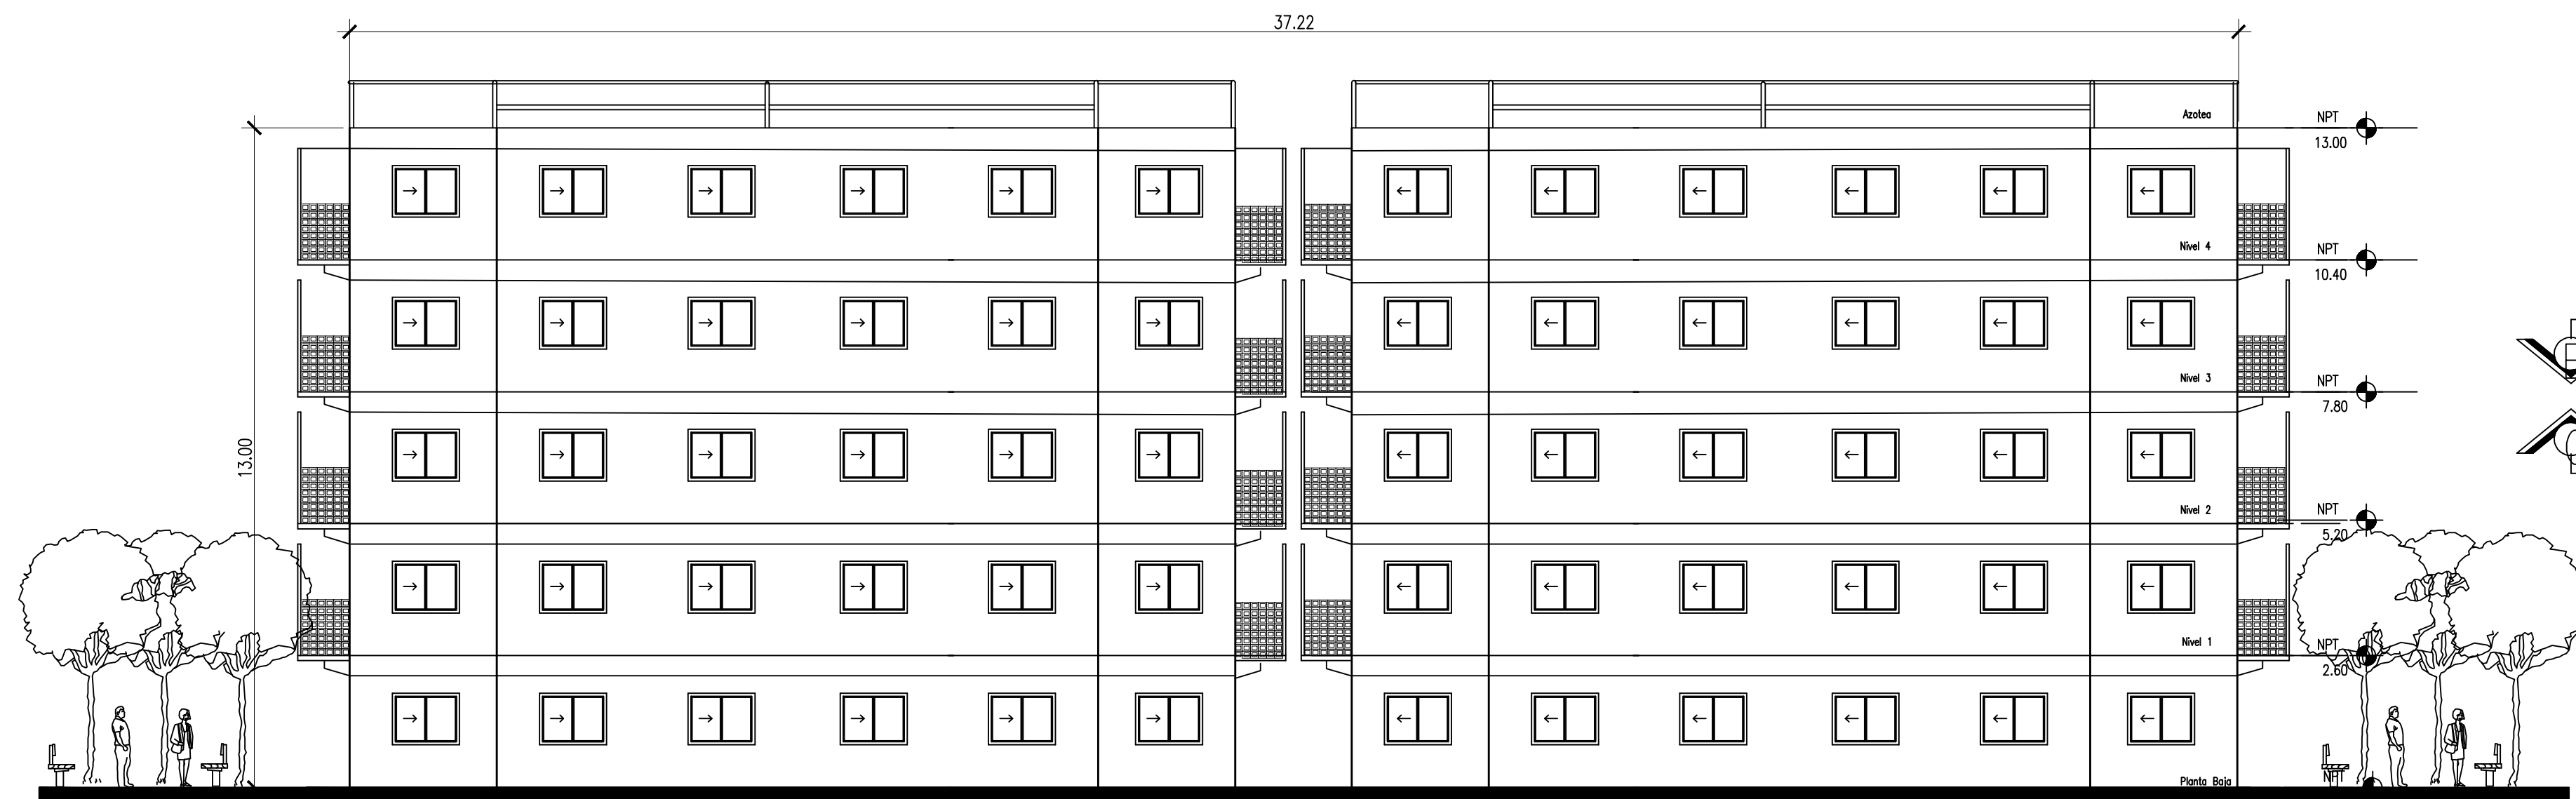 37.22
Azotea
NPT
13.00
Nivel 4
NPT
10.40
Nivel 3
NPT
7.80
13.00
Nivel 2
NPT
5.20
Nivel 1
NPT
2.60
Planta Baja
NPT